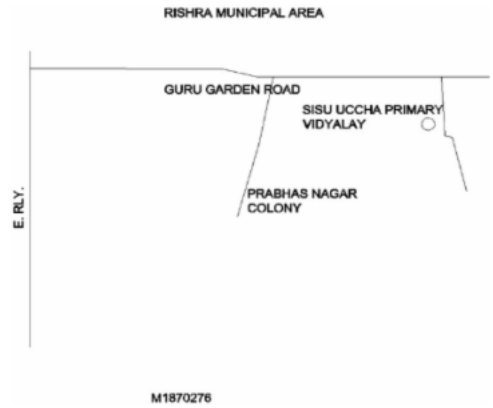 RISHRA MUNICIPAL AREA
GURU GARDEN ROAD
SISU UCCHA PRIMARY
VIDYALAY
PRABHAS NAGAR
COLONY
E. RLY.
M1870276